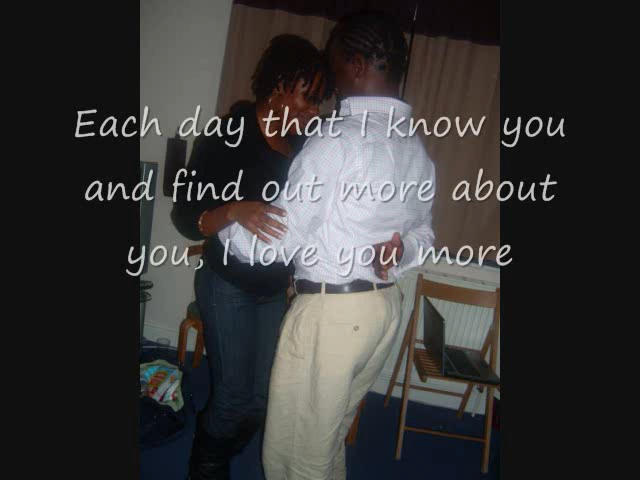 Each day that I know you
and find out more about
you, I love you more